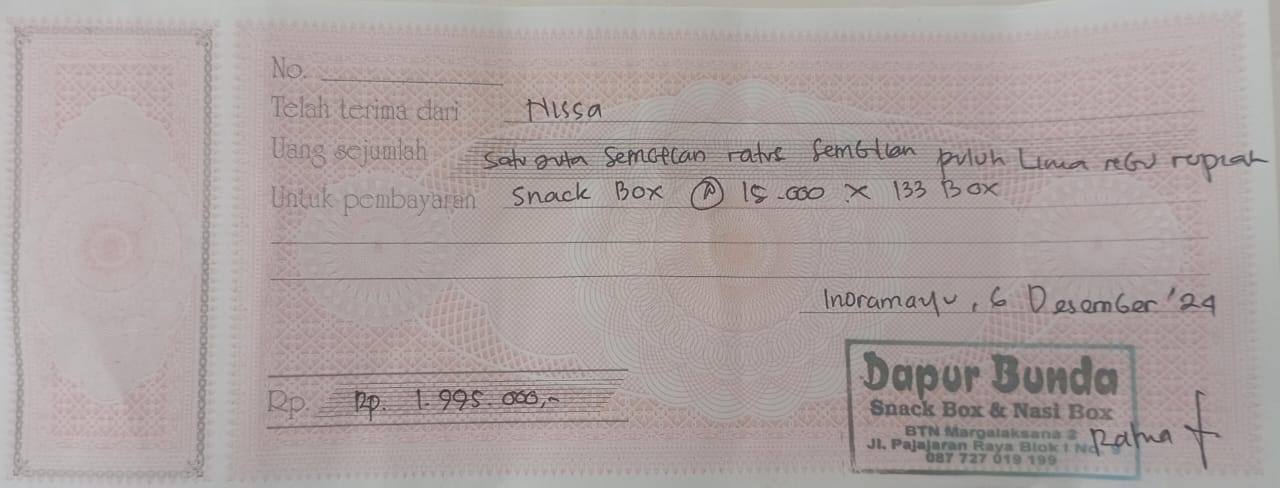 No.
Telah terima dari Nissa
Uang sejumlah Satu juta Sembilan ratus Sembilan puluh Lima ribu rupiah
Untuk pembayaran Snack Box @ 15.000 x 133 Box
Indramayu, 6 Desember '24
Rp. Rp. 1.995.000,-
Dapur Bunda
Snack Box & Nasi Box
BTN Margalaksana 2
Jl. Pajajaran Raya Blok I No.
087 727 019 199
Ratna